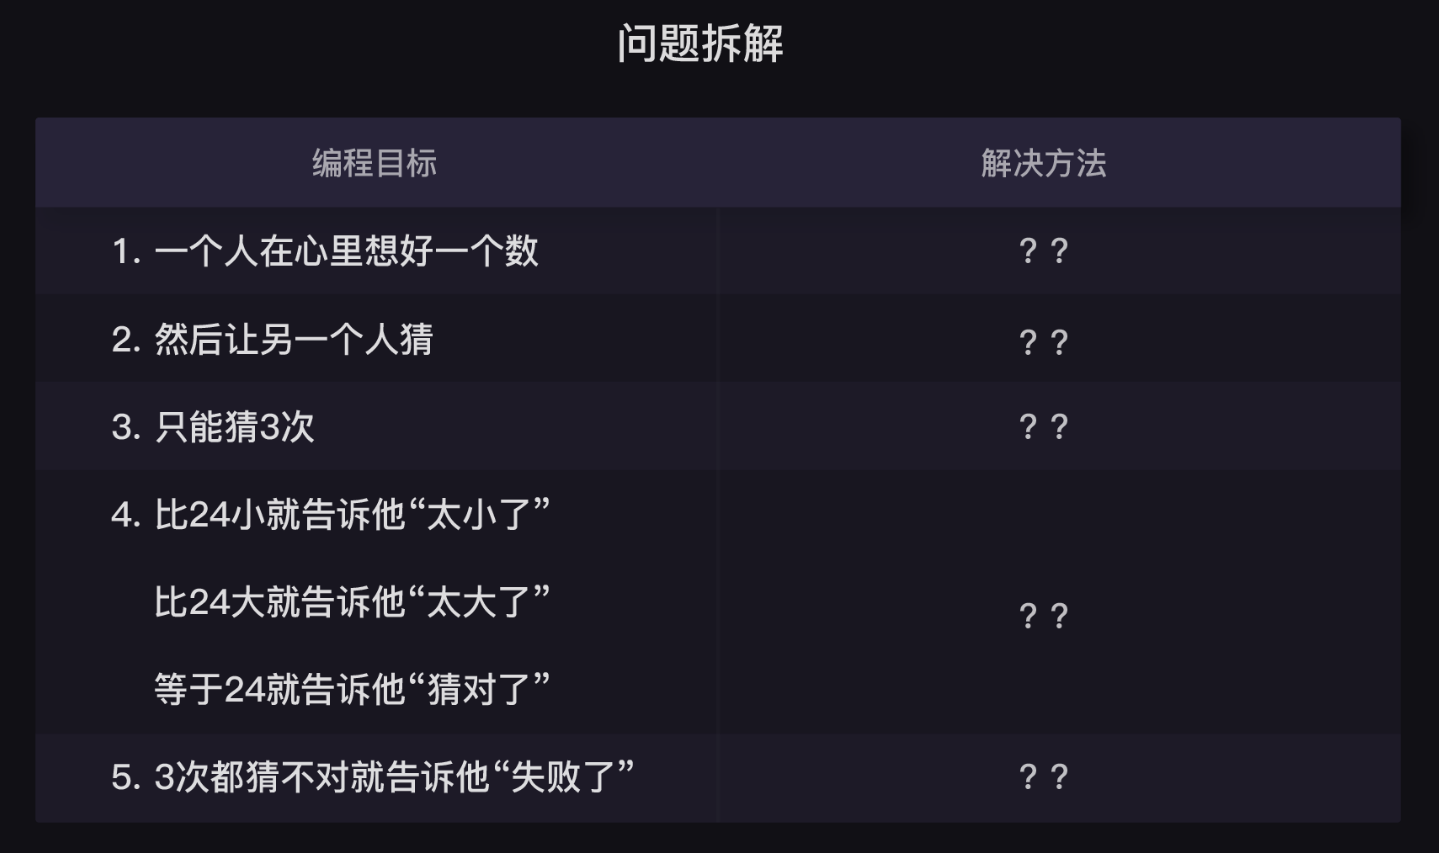 问题拆解
编程目标 解决方法
1. 一个人在心里想好一个数 ？？
2. 然后让另一个人猜 ？？
3. 只能猜3次 ？？
4. 比24小就告诉他“太小了”
比24大就告诉他“太大了” ？？
等于24就告诉他“猜对了”
5. 3次都猜不对就告诉他“失败了” ？？